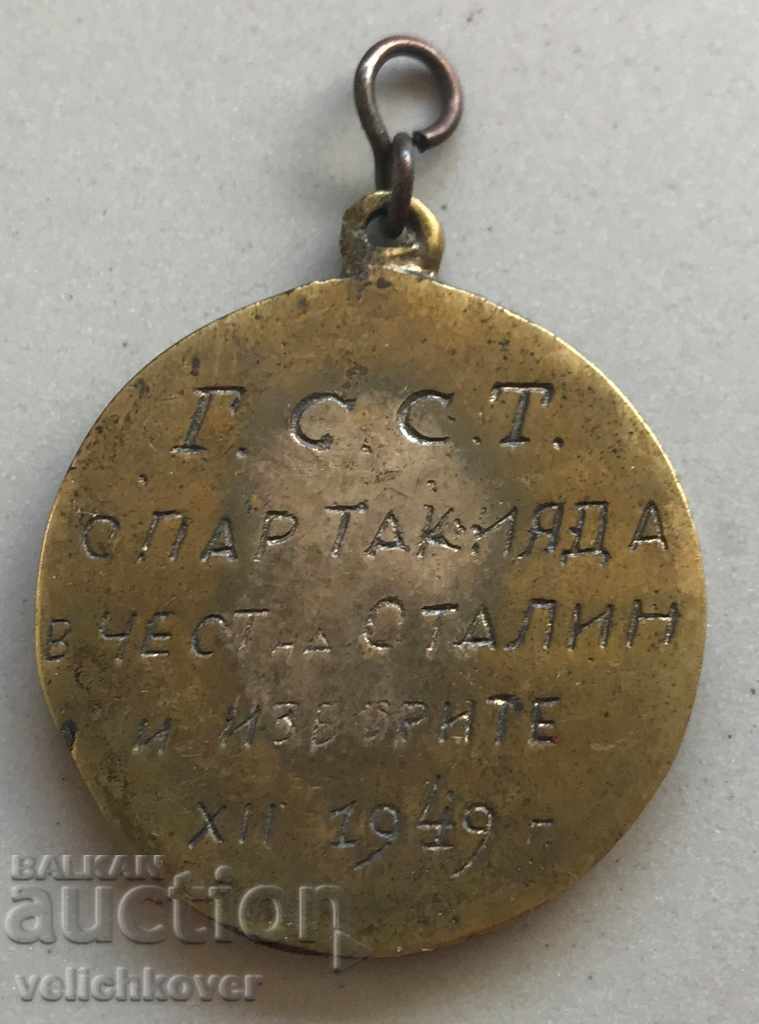 Г.С.С.Т.
СПАРТАКИЯДА
В ЧЕСТ НА СТАЛИН
И ИЗБОРИТЕ
XII 1949 г.
BALKAN
auction
velichkover